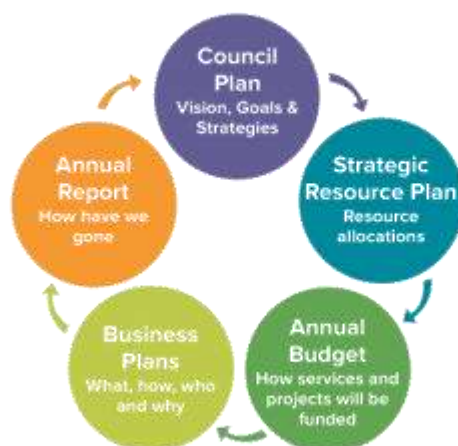 Council
Plan
Vision, Goals &
Strategies
Strategic
Resource Plan
Resource
allocations
Annual
Budget
How services and
projects will be
funded
Business
Plans
What, how, who
and why
Annual
Report
How have we
gone